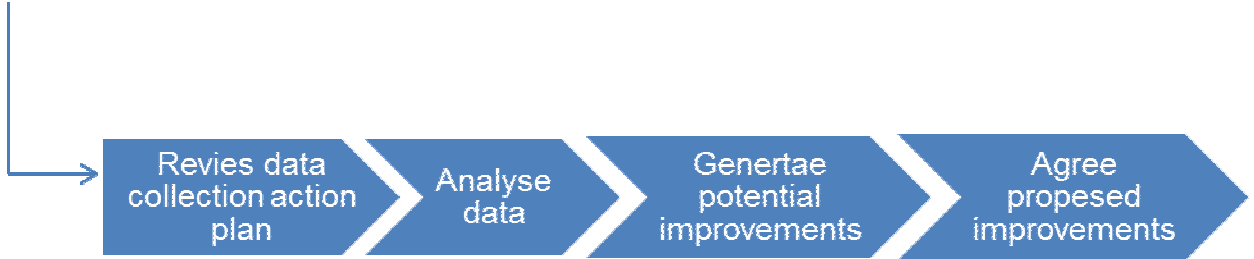 Revies data
collection action
plan
Analyse
data
Genertae
potential
improvements
Agree
propesed
improvements